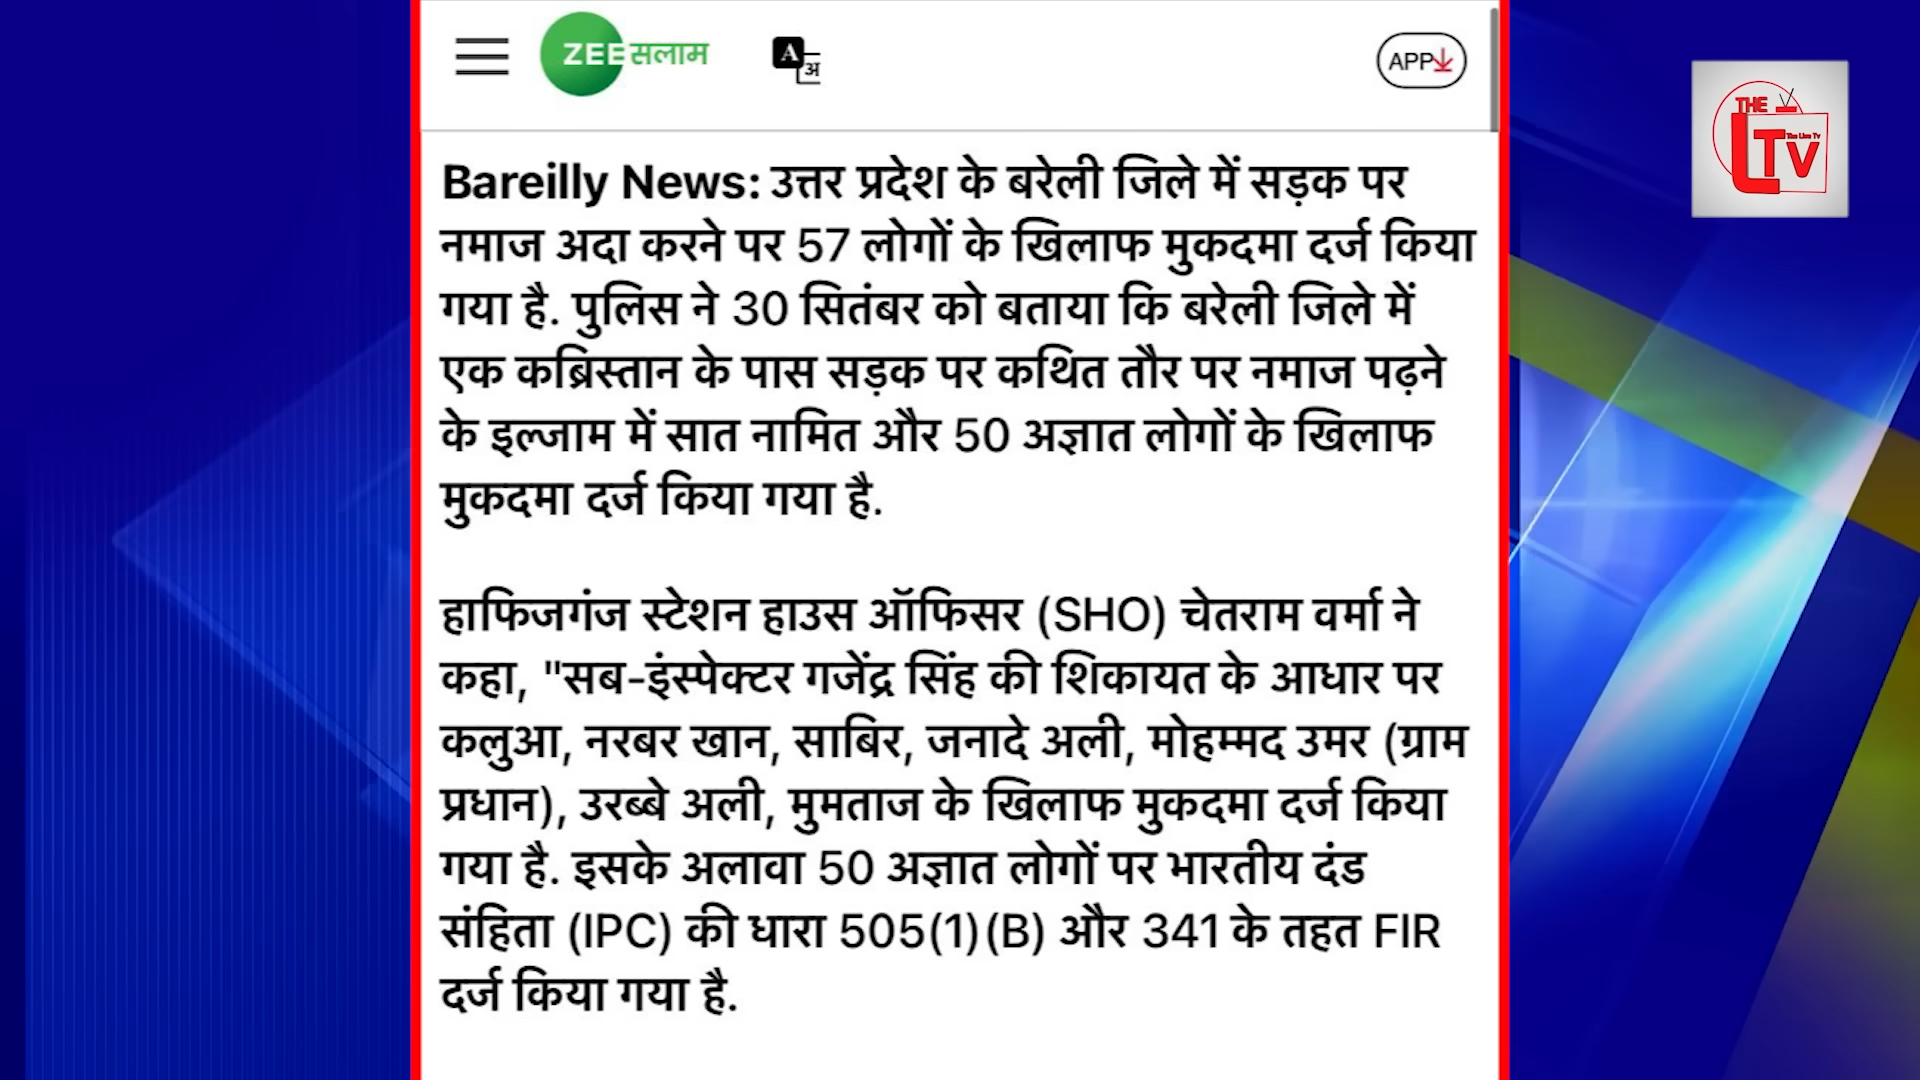 ZEE सलाम
A
अ
APP
THE
LTV
The Live Tv
Bareilly News: उत्तर प्रदेश के बरेली जिले में सड़क पर
नमाज अदा करने पर 57 लोगों के खिलाफ मुकदमा दर्ज किया
गया है. पुलिस ने 30 सितंबर को बताया कि बरेली जिले में
एक कब्रिस्तान के पास सड़क पर कथित तौर पर नमाज पढ़ने
के इल्जाम में सात नामित और 50 अज्ञात लोगों के खिलाफ
मुकदमा दर्ज किया गया है.
हाफिजगंज स्टेशन हाउस ऑफिसर (SHO) चेतराम वर्मा ने
कहा, "सब-इंस्पेक्टर गजेंद्र सिंह की शिकायत के आधार पर
कलुआ, नरबर खान, साबिर, जनादे अली, मोहम्मद उमर (ग्राम
प्रधान), उरब्बे अली, मुमताज के खिलाफ मुकदमा दर्ज किया
गया है. इसके अलावा 50 अज्ञात लोगों पर भारतीय दंड
संहिता (IPC) की धारा 505(1)(B) और 341 के तहत FIR
दर्ज किया गया है.